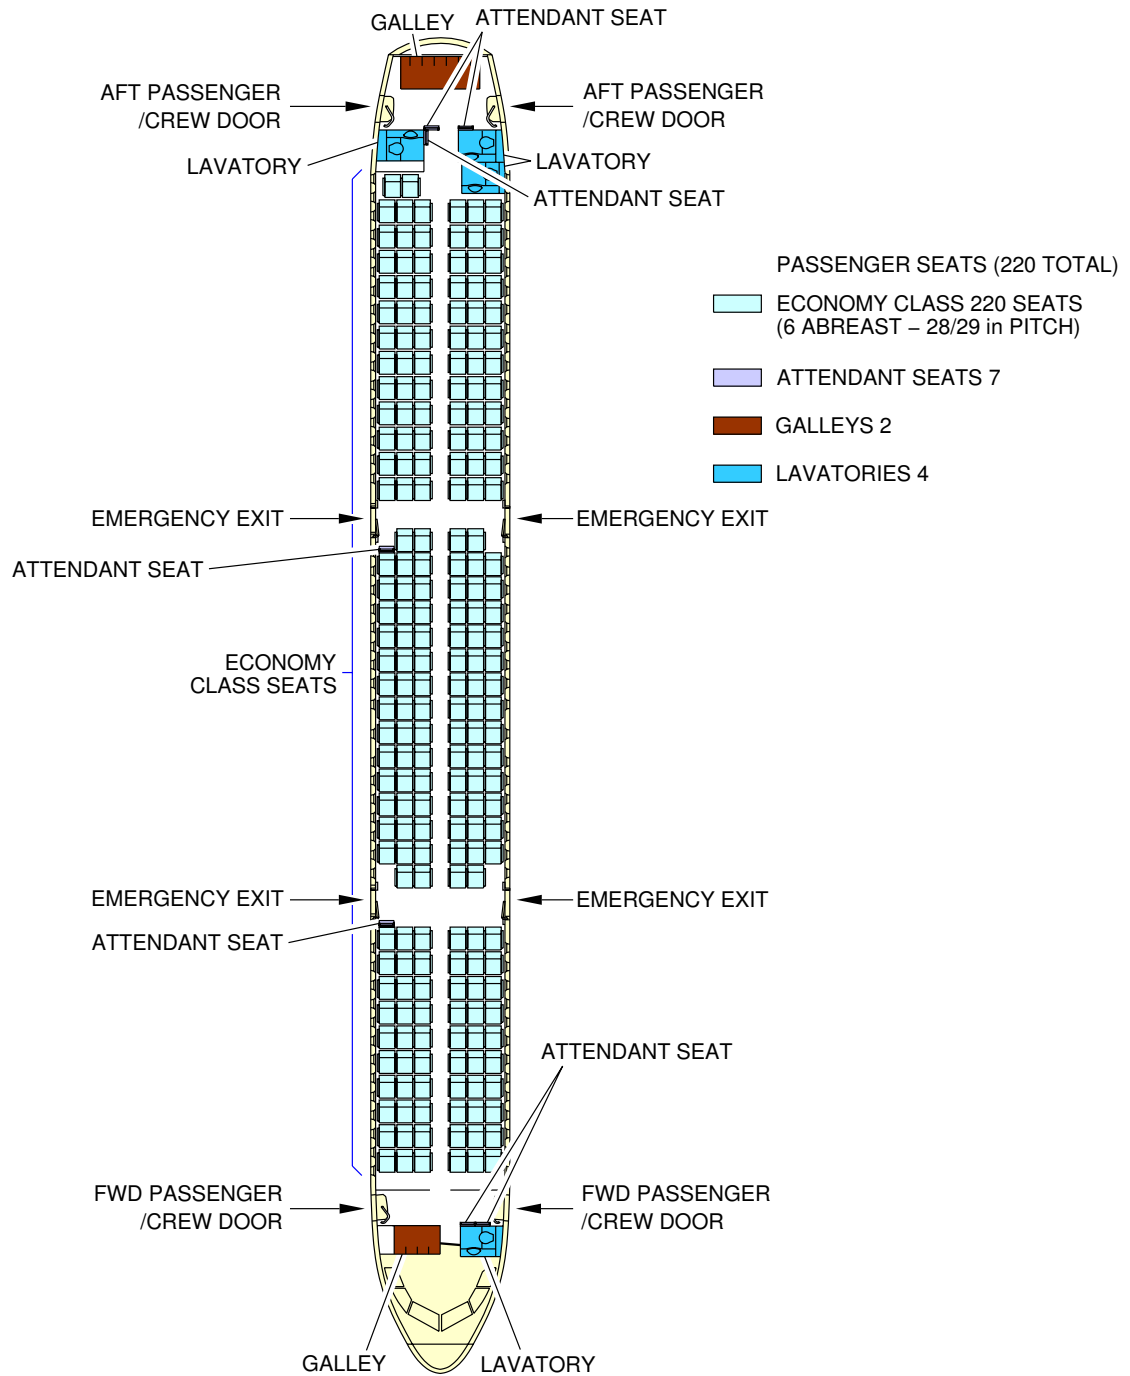 GALLEY
ATTENDANT SEAT
AFT PASSENGER
/CREW DOOR
AFT PASSENGER
/CREW DOOR
LAVATORY
LAVATORY
ATTENDANT SEAT
PASSENGER SEATS (220 TOTAL)
ECONOMY CLASS 220 SEATS
(6 ABREAST – 28/29 in PITCH)
ATTENDANT SEATS 7
GALLEYS 2
LAVATORIES 4
EMERGENCY EXIT
EMERGENCY EXIT
ATTENDANT SEAT
ECONOMY
CLASS SEATS
EMERGENCY EXIT
EMERGENCY EXIT
ATTENDANT SEAT
ATTENDANT SEAT
FWD PASSENGER
/CREW DOOR
FWD PASSENGER
/CREW DOOR
GALLEY
LAVATORY